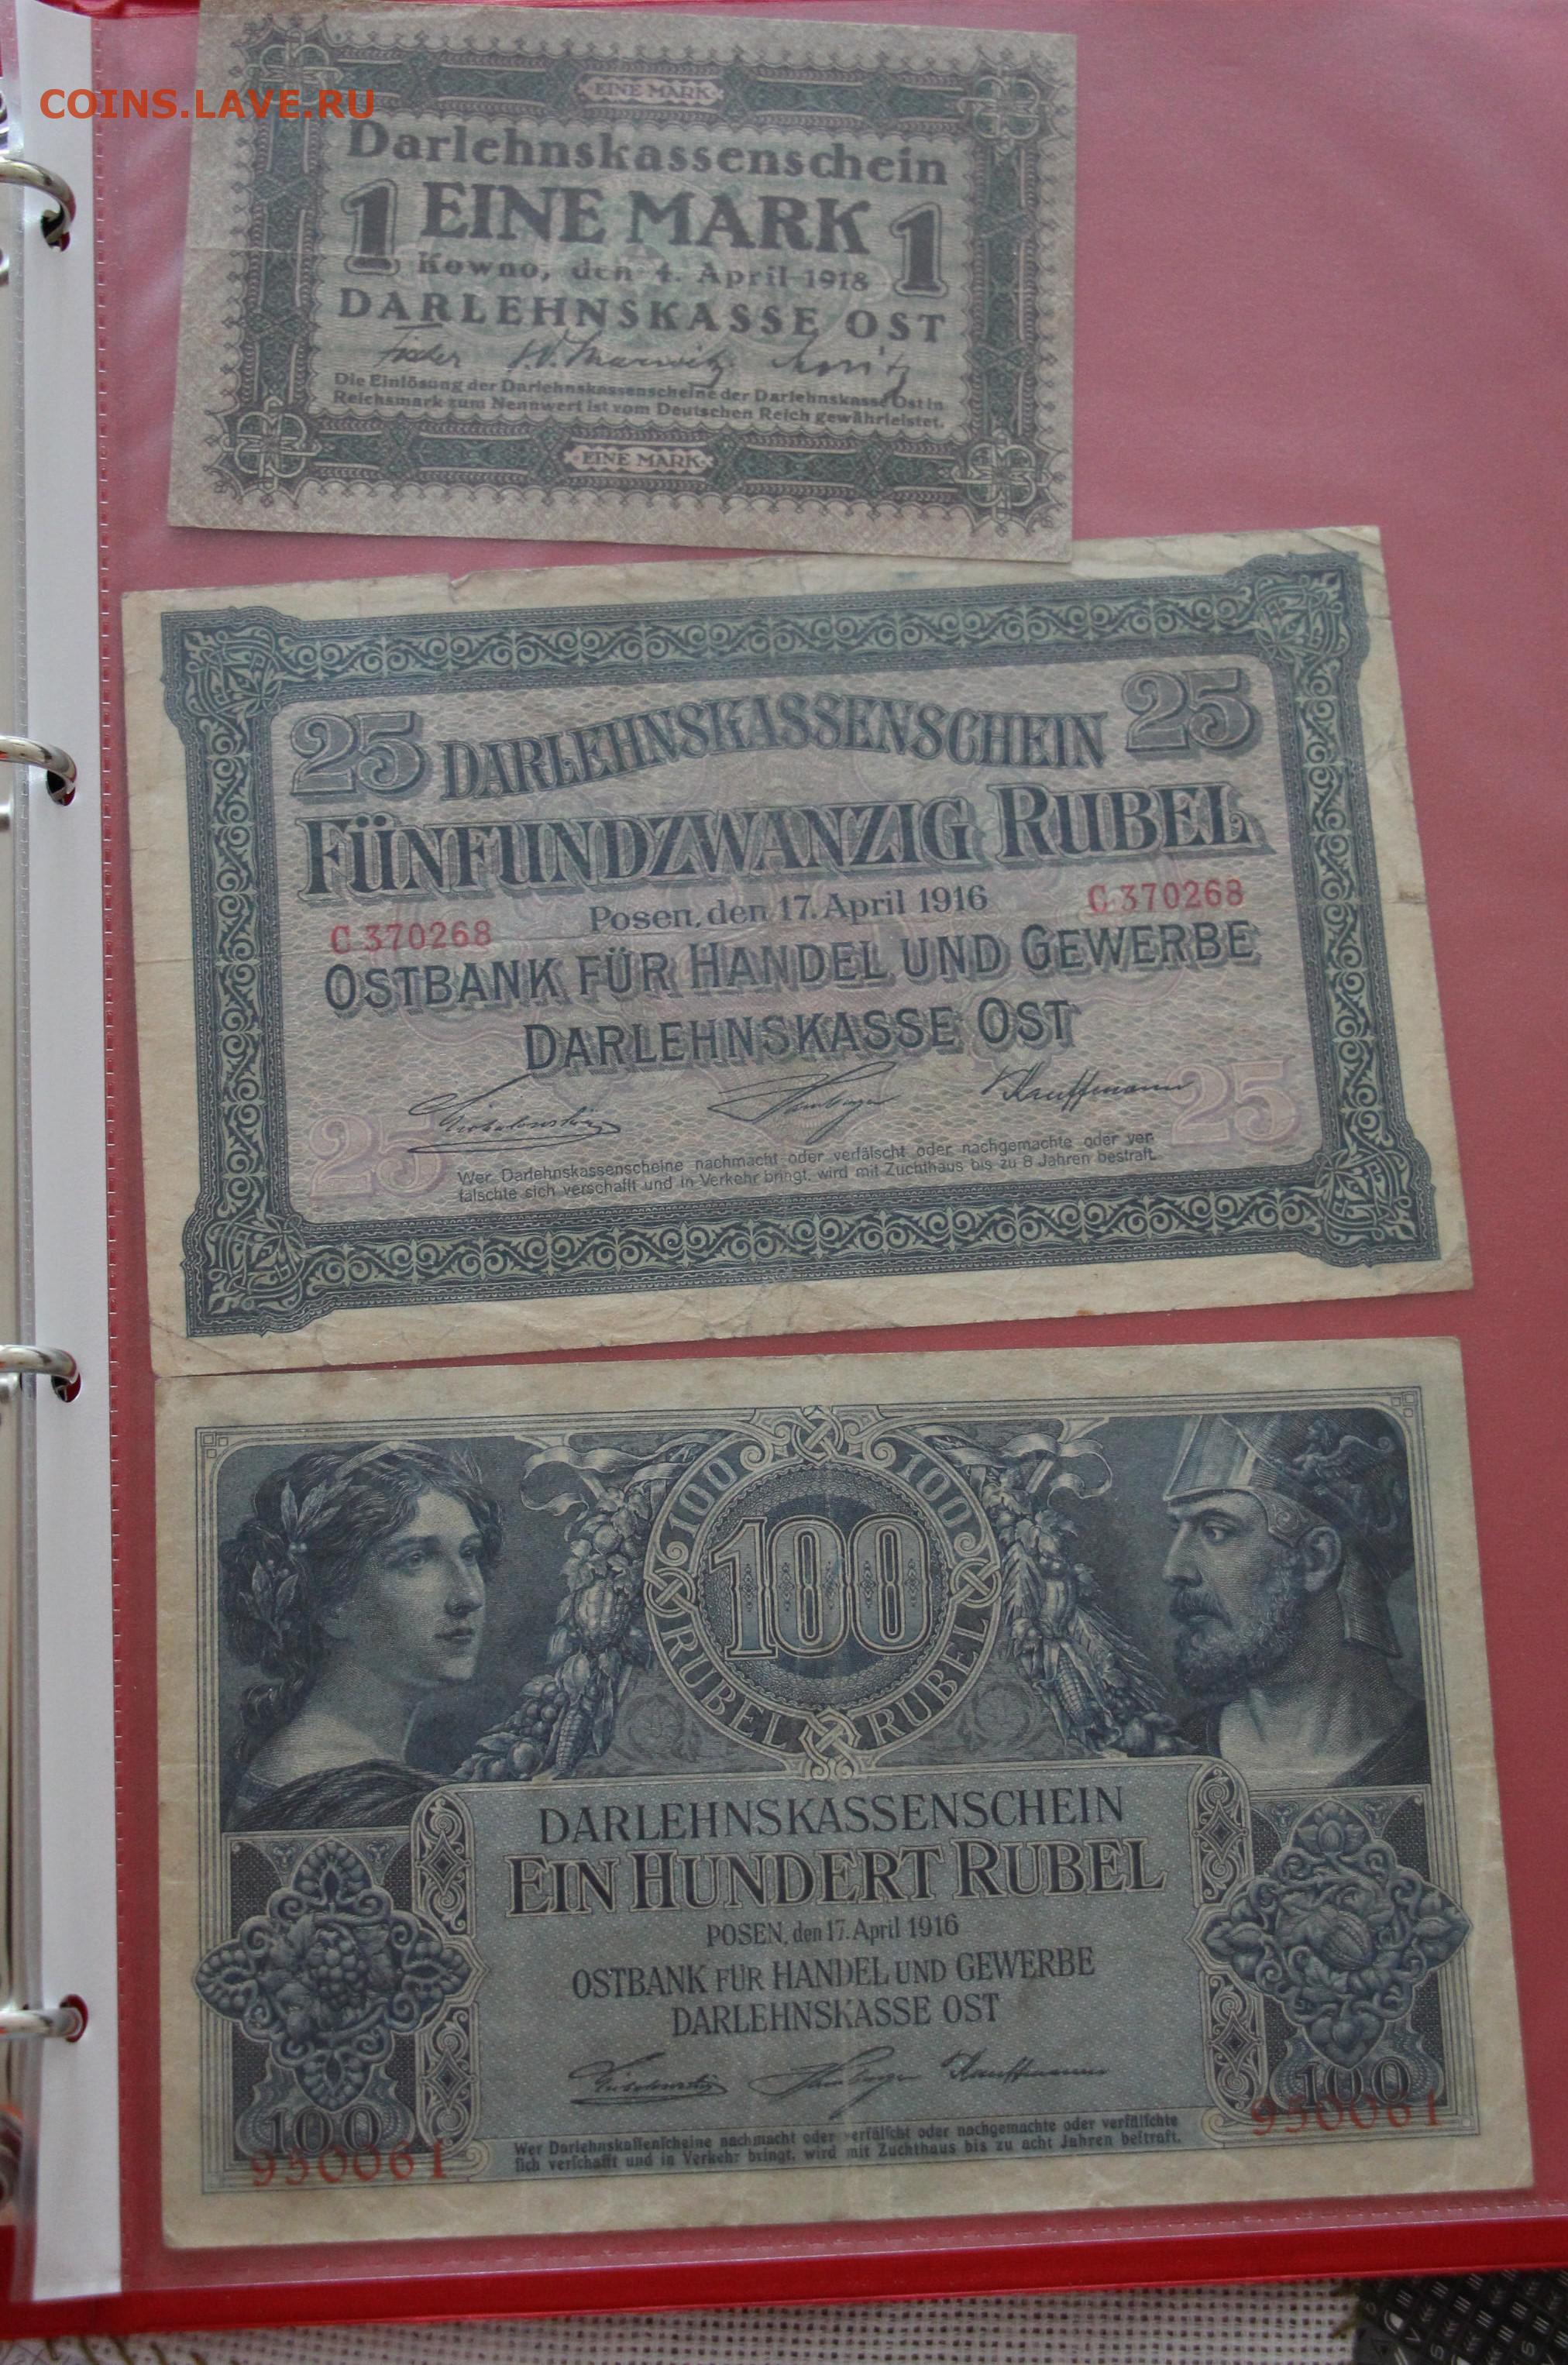 COINS.LAVE.RU
EINE MARK
Darlehnskassenschein
1 EINE MARK 1
Kowno, den 4. April 1918
DARLEHNSKASSE OST
Die Einlösung der Darlehnskassenscheine der Darlehnskasse Ost in
Reichsmark zum Nennwert ist vom Deutschen Reich gewährleistet.
EINE MARK
25 DARLEHNSKASSENSCHEIN 25
FÜNFUNDZWANZIG RUBEL
Posen, den 17. April 1916
C 370268 C 370268
OSTBANK FÜR HANDEL UND GEWERBE
DARLEHNSKASSE OST
Kauffmann
25 25
Wer Darlehnskassenscheine nachmacht oder verfälscht oder nachgemachte oder ver-
fälschte sich verschafft und in Verkehr bringt, wird mit Zuchthaus bis zu 8 Jahren bestraft.
100 100
100
RUBEL RUBEL
DARLEHNSKASSENSCHEIN
EIN HUNDERT RUBEL
POSEN, den 17. April 1916
OSTBANK FÜR HANDEL UND GEWERBE
DARLEHNSKASSE OST
Kauffmann
100 100
930061 930061
Wer Darlehnskaſſenſcheine nachmacht oder verfälſcht oder nachgemachte oder verfälſchte
ſich verſchafft und in Verkehr bringt, wird mit Zuchthaus bis zu acht Jahren beſtraft.